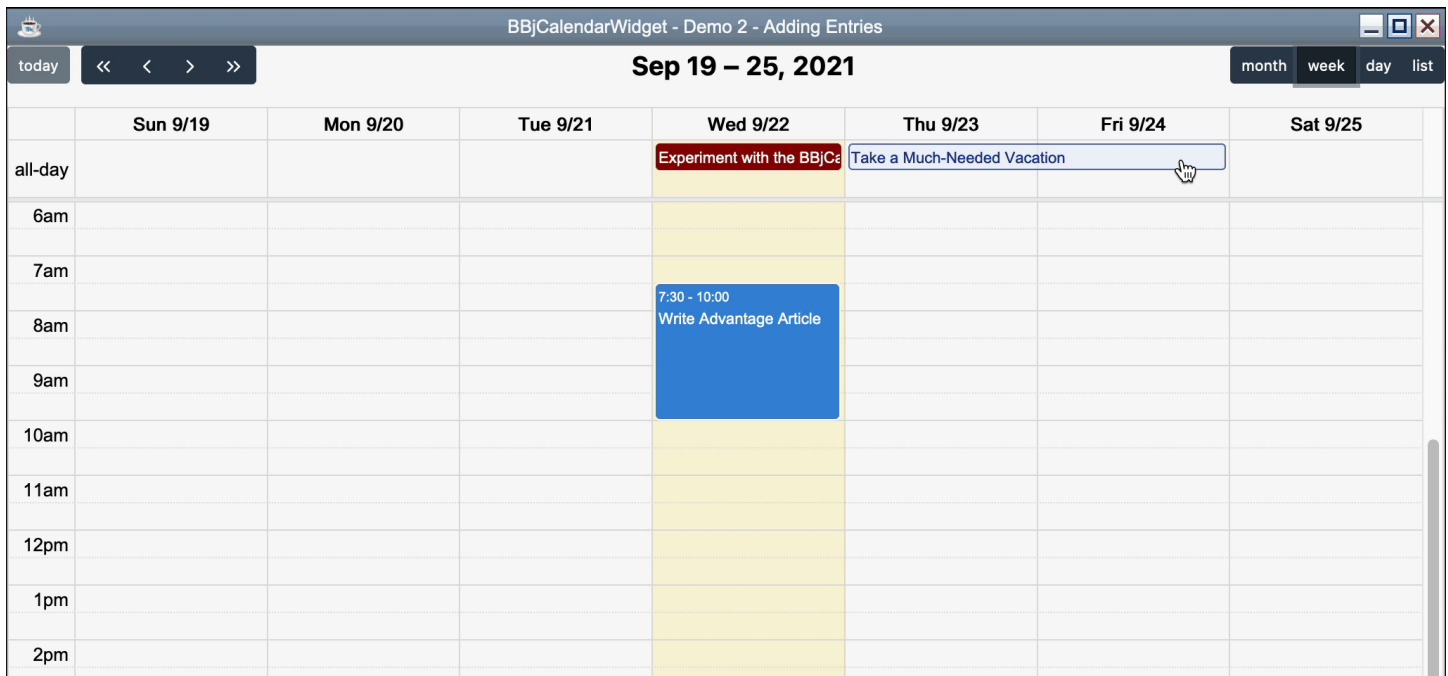 BBjCalendarWidget - Demo 2 - Adding Entries
today
Sep 19 – 25, 2021
month week day list
Sun 9/19 Mon 9/20 Tue 9/21 Wed 9/22 Thu 9/23 Fri 9/24 Sat 9/25
all-day Experiment with the BBjCa Take a Much-Needed Vacation
6am
7am
7:30 - 10:00
Write Advantage Article
8am
9am
10am
11am
12pm
1pm
2pm